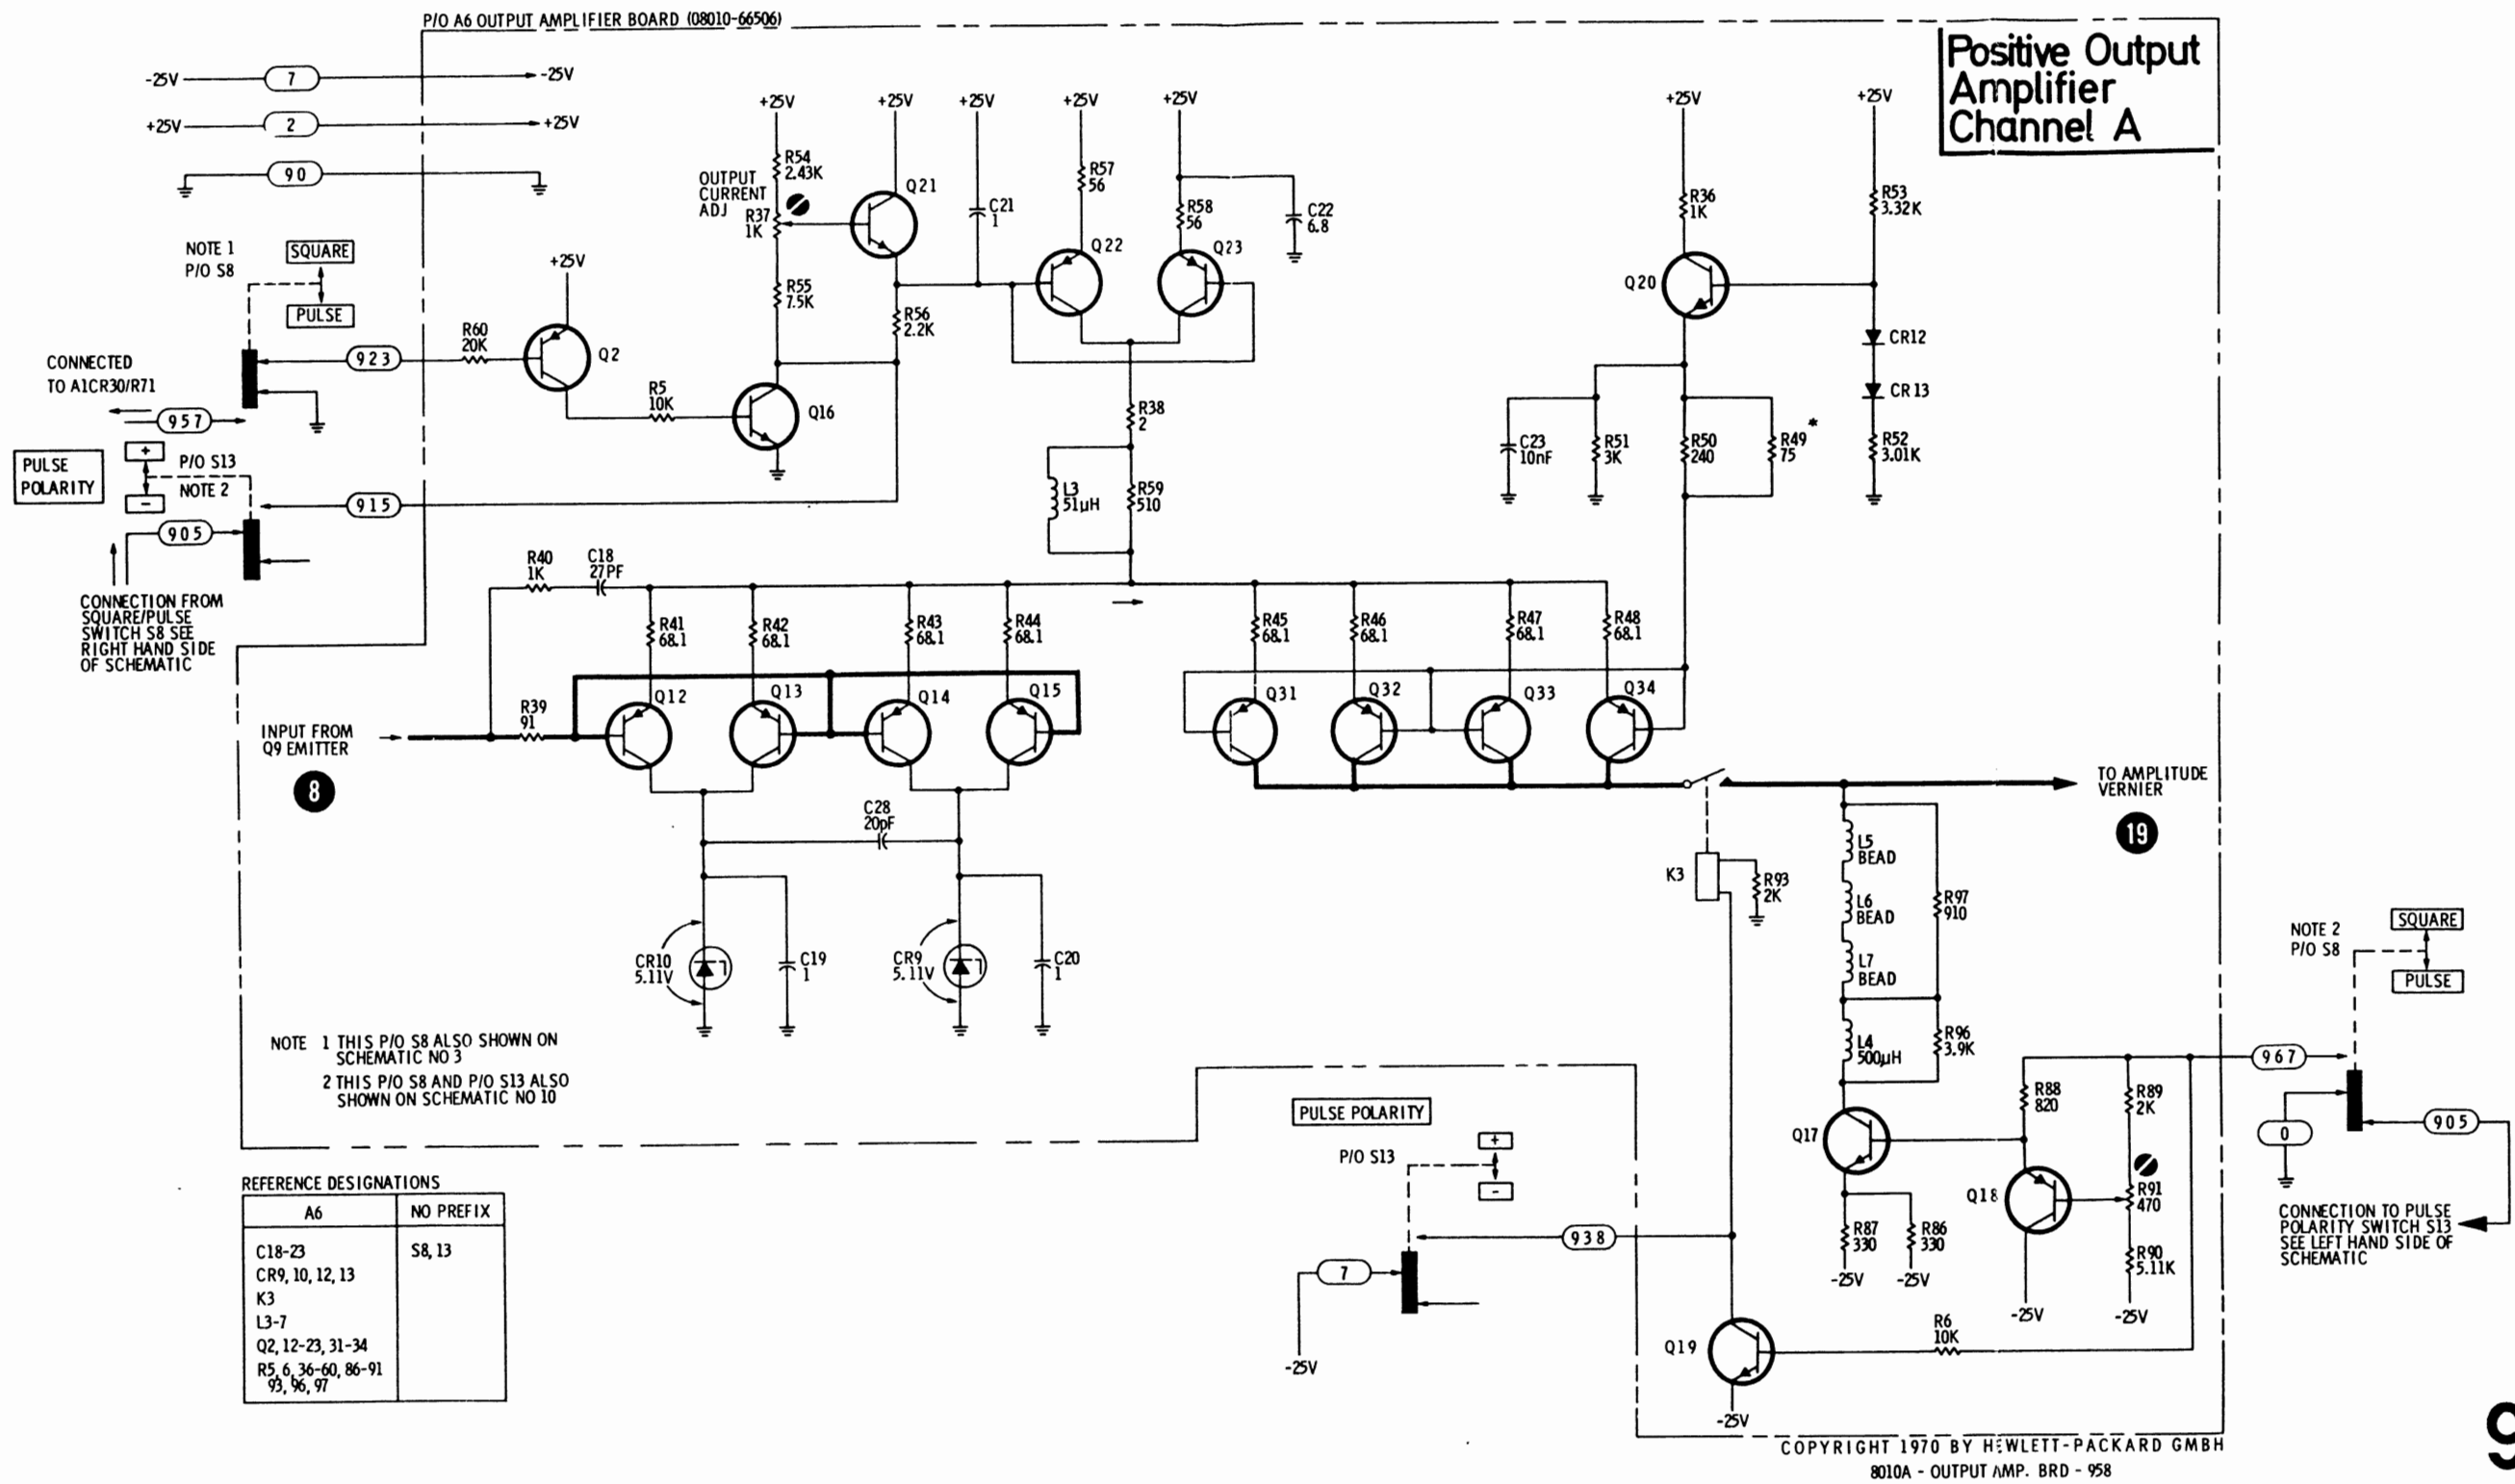 P/O A6 OUTPUT AMPLIFIER BOARD (08010-66506)
Positive Output
Amplifier
Channel A
-25V
7
-25V
+25V
2
+25V
90
+25V
+25V
+25V
+25V
+25V
+25V
+25V
R54
2.43K
OUTPUT
CURRENT
ADJ
R37
1K
Q21
C21
1
R57
56
R58
56
C22
6.8
Q22
Q23
R36
1K
R53
3.32K
Q20
NOTE 1
P/O S8
SQUARE
PULSE
+25V
R55
7.5K
R56
2.2K
CR12
CR13
CONNECTED
TO A1CR30/R71
923
R60
20K
Q2
R5
10K
Q16
957
R38
2
C23
10nF
R51
3K
R50
240
R49
75
*
R52
3.01K
PULSE
POLARITY
+
-
P/O S13
NOTE 2
915
905
L3
51µH
R59
510
CONNECTION FROM
SQUARE/PULSE
SWITCH S8 SEE
RIGHT HAND SIDE
OF SCHEMATIC
R40
1K
C18
27PF
R41
68.1
R42
68.1
R43
68.1
R44
68.1
R45
68.1
R46
68.1
R47
68.1
R48
68.1
INPUT FROM
Q9 EMITTER
8
R39
91
Q12
Q13
Q14
Q15
Q31
Q32
Q33
Q34
TO AMPLITUDE
VERNIER
19
C28
20pF
K3
R93
2K
L5
BEAD
L6
BEAD
L7
BEAD
R97
910
L4
500µH
R96
3.9K
CR10
5.11V
C19
1
CR9
5.11V
C20
1
NOTE 2
P/O S8
SQUARE
PULSE
NOTE 1 THIS P/O S8 ALSO SHOWN ON
SCHEMATIC NO 3
2 THIS P/O S8 AND P/O S13 ALSO
SHOWN ON SCHEMATIC NO 10
967
0
905
R88
820
R89
2K
Q17
Q18
R91
470
R90
5.11K
R87
330
R86
330
-25V
-25V
-25V
-25V
CONNECTION TO PULSE
POLARITY SWITCH S13
SEE LEFT HAND SIDE OF
SCHEMATIC
PULSE POLARITY
P/O S13
+
-
938
7
-25V
Q19
R6
10K
-25V
REFERENCE DESIGNATIONS
A6 NO PREFIX
C18-23 S8, 13
CR9, 10, 12, 13
K3
L3-7
Q2, 12-23, 31-34
R5, 6, 36-60, 86-91
93, 96, 97
9
COPYRIGHT 1970 BY HEWLETT-PACKARD GMBH
8010A - OUTPUT AMP. BRD - 958